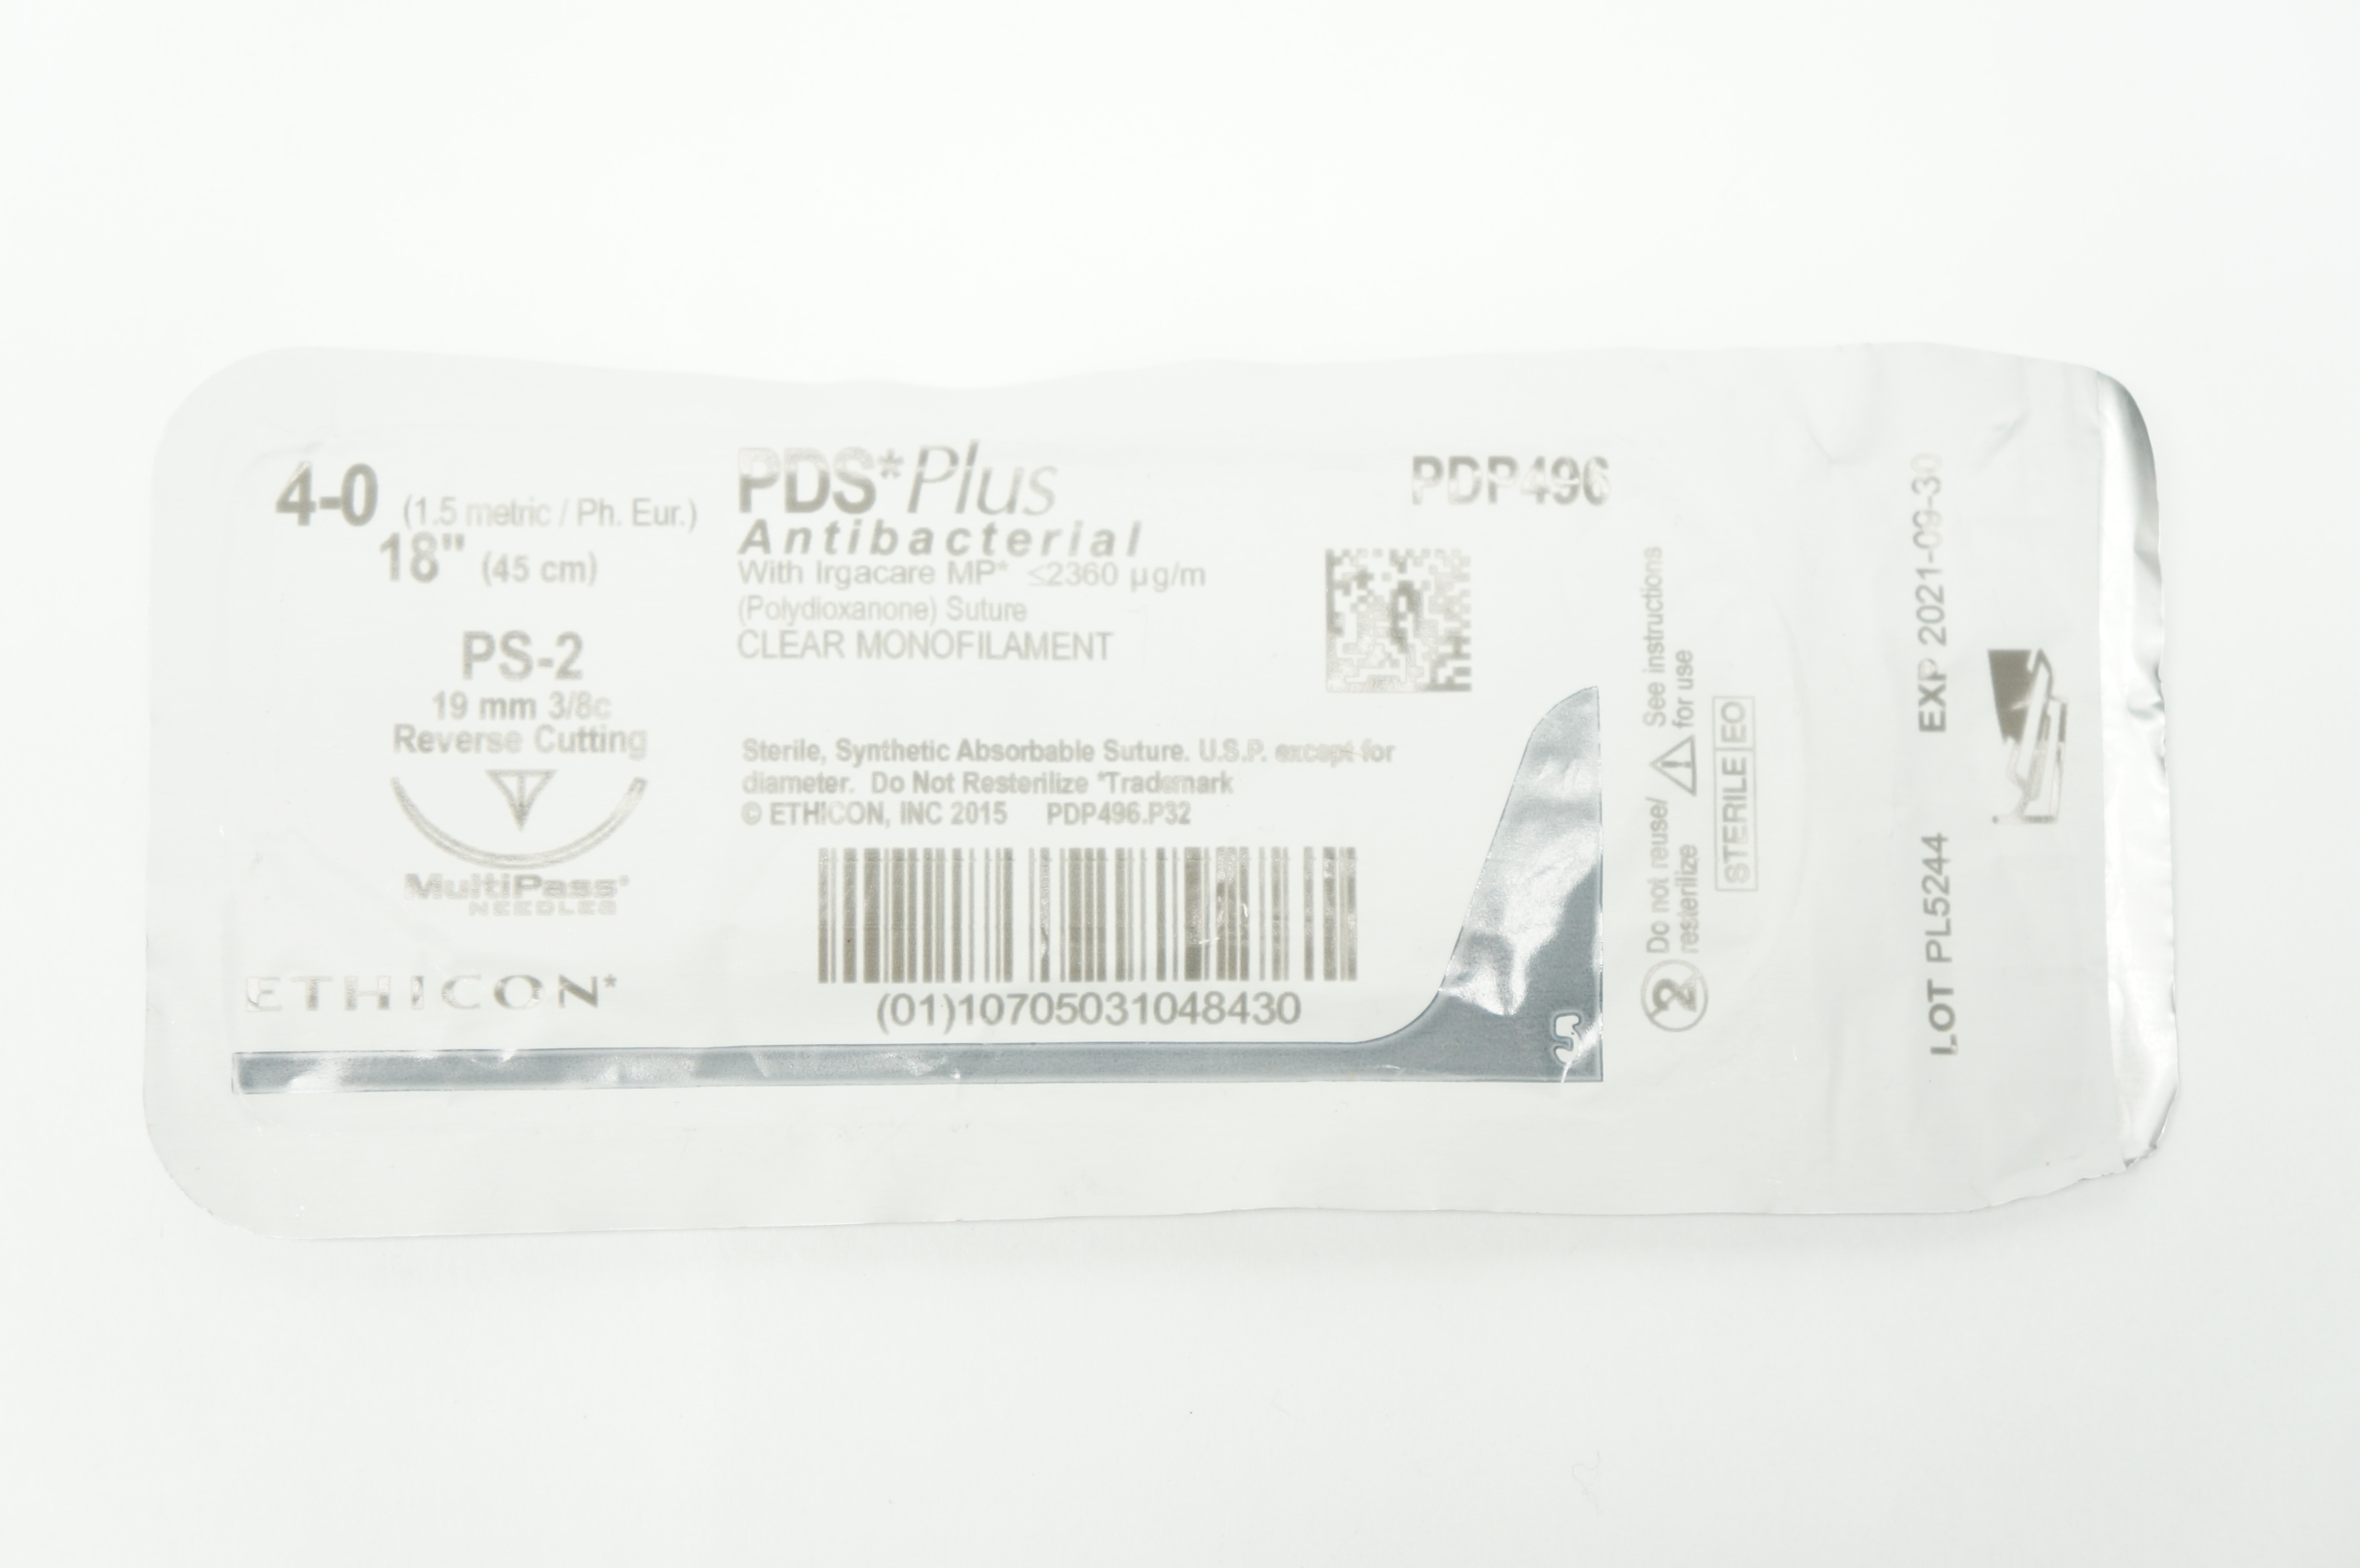 4-0 (1.5 metric / Ph. Eur.)
18" (45 cm)
PS-2
19 mm 3/8c
Reverse Cutting
MultiPass*
NEEDLES
ETHICON*
PDS*Plus
Antibacterial
With Irgacare MP* ≤2360 µg/m
(Polydioxanone) Suture
CLEAR MONOFILAMENT
Sterile, Synthetic Absorbable Suture. U.S.P. except for
diameter. Do Not Resterilize *Trademark
© ETHICON, INC 2015 PDP496.P32
(01)10705031048430
PDP496
2 Do not reuse/
resterilize
See instructions
for use
STERILE EO
LOT PL5244 EXP 2021-09-30